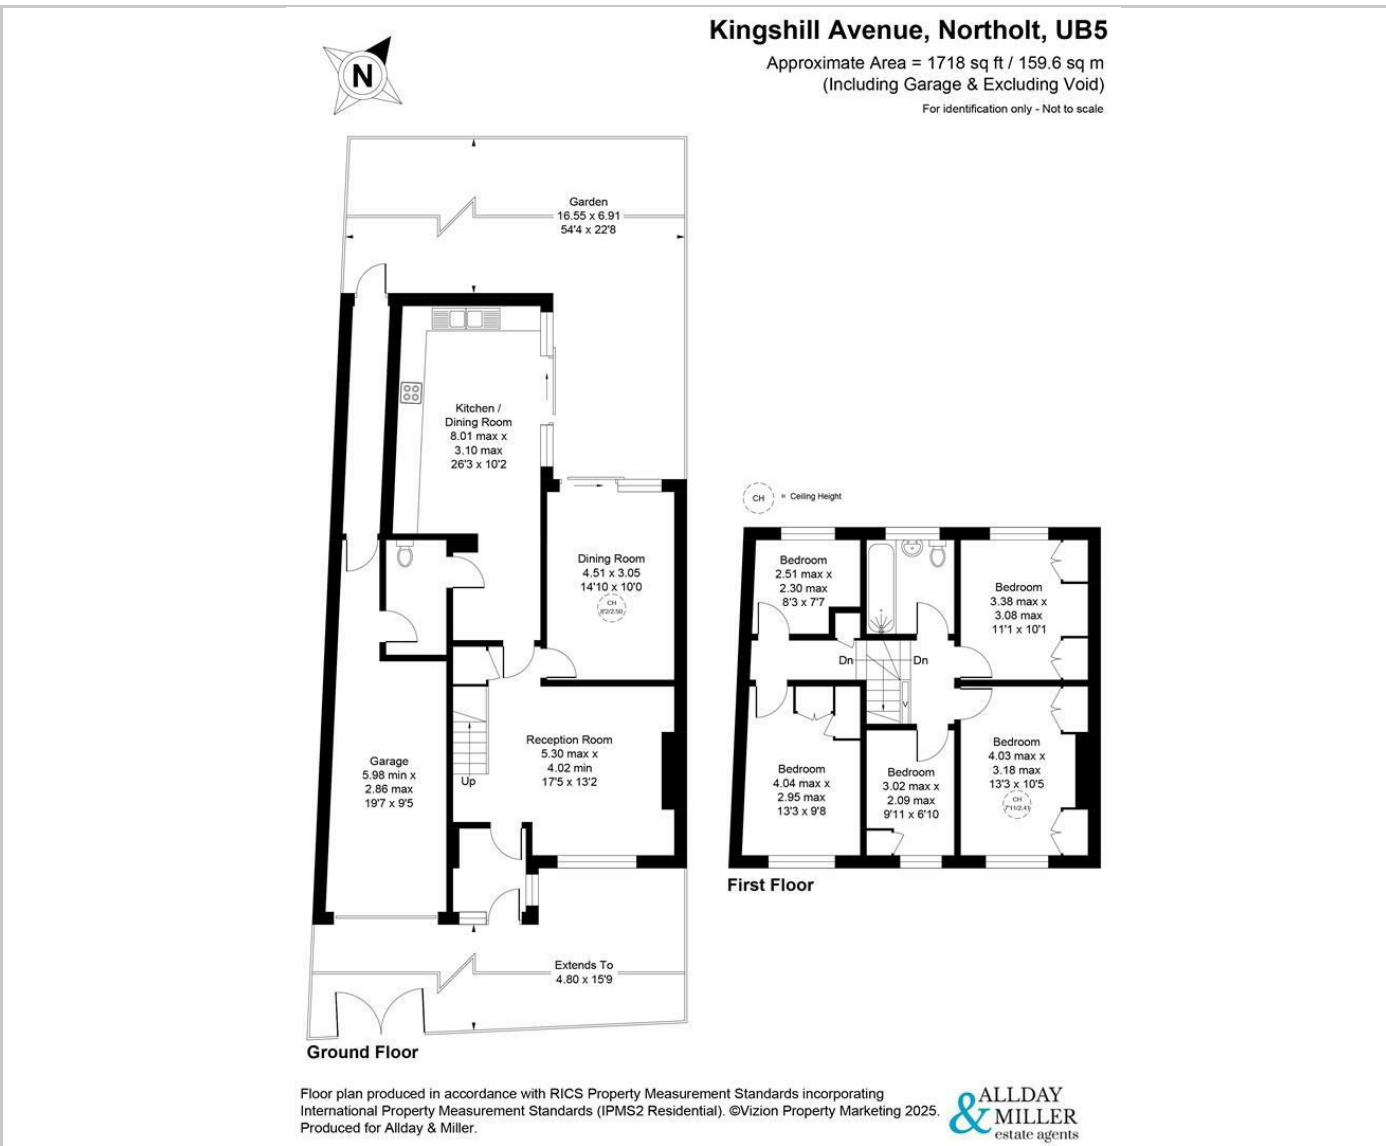 Kingshill Avenue, Northolt, UB5
Approximate Area = 1718 sq ft / 159.6 sq m
(Including Garage & Excluding Void)
For identification only - Not to scale
N
Garden
16.55 x 6.91
54'4 x 22'8
Kitchen /
Dining Room
8.01 max x
3.10 max
26'3 x 10'2
Dining Room
4.51 x 3.05
14'10 x 10'0
CH
8'2/2.50
Reception Room
5.30 max x
4.02 min
17'5 x 13'2
Up
Garage
5.98 min x
2.86 max
19'7 x 9'5
Extends To
4.80 x 15'9
Ground Floor
CH = Ceiling Height
Bedroom
2.51 max x
2.30 max
8'3 x 7'7
Bedroom
3.38 max x
3.08 max
11'1 x 10'1
Dn
Dn
V
Bedroom
4.04 max x
2.95 max
13'3 x 9'8
Bedroom
3.02 max x
2.09 max
9'11 x 6'10
Bedroom
4.03 max x
3.18 max
13'3 x 10'5
CH
7'11/2.41
First Floor
Floor plan produced in accordance with RICS Property Measurement Standards incorporating
International Property Measurement Standards (IPMS2 Residential). ©Vizion Property Marketing 2025.
Produced for Allday & Miller.
ALLDAY
& MILLER
estate agents